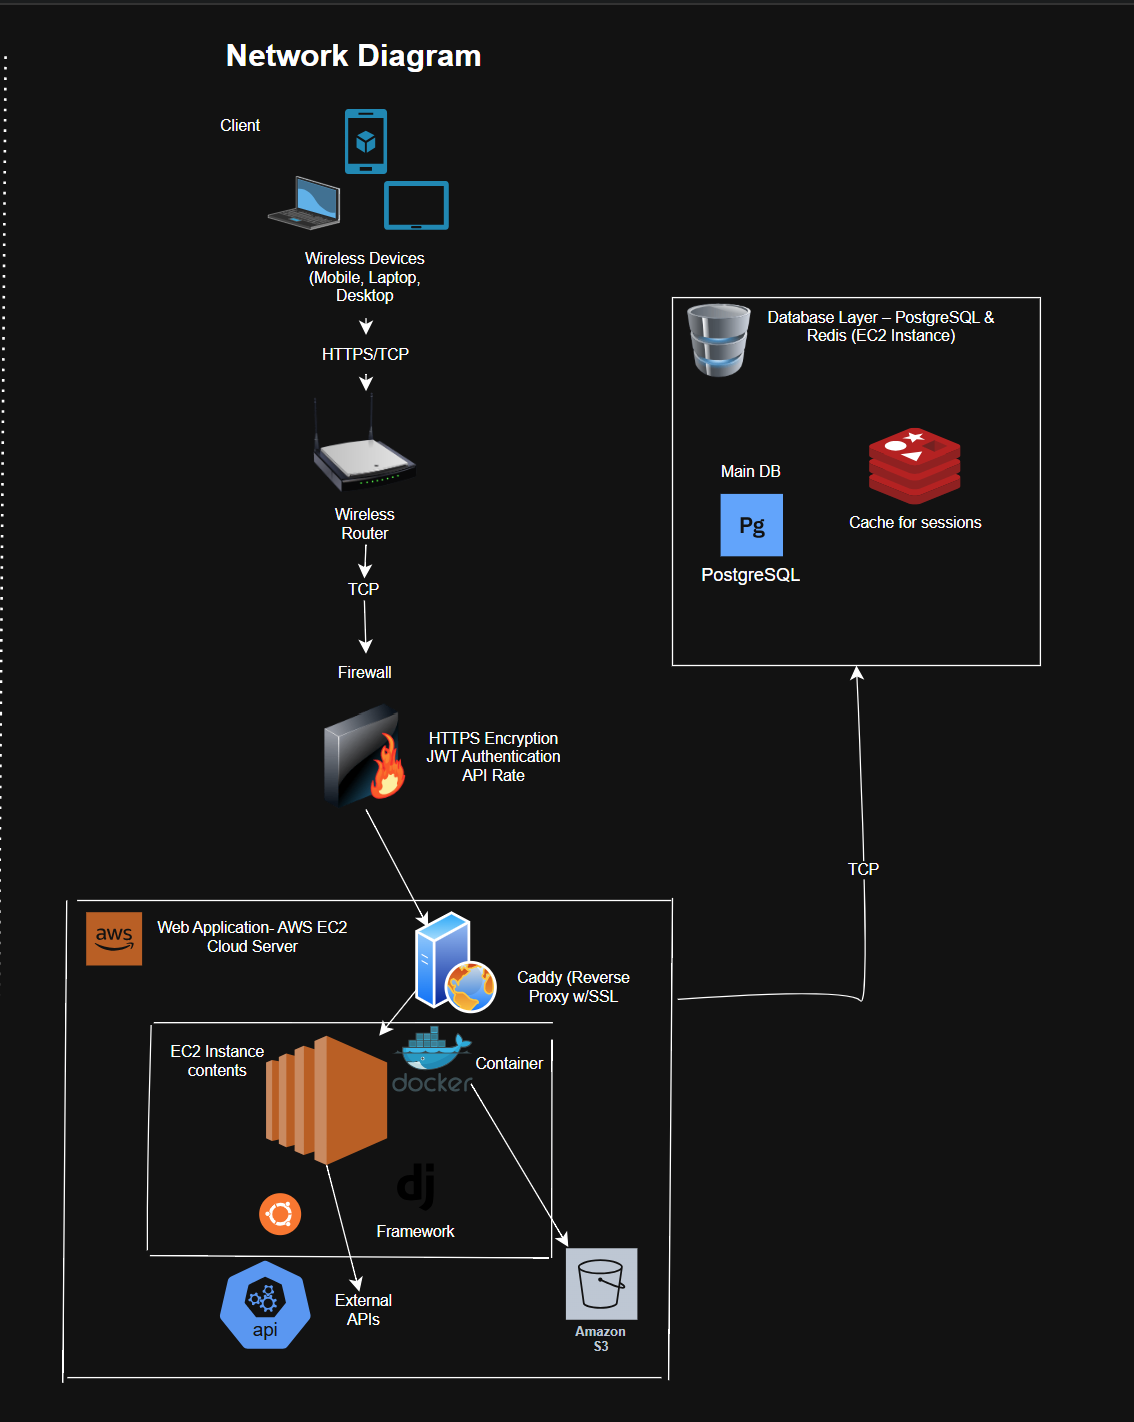 Network Diagram
Client
Wireless Devices
(Mobile, Laptop,
Desktop
HTTPS/TCP
Wireless
Router
TCP
Firewall
HTTPS Encryption
JWT Authentication
API Rate
Database Layer – PostgreSQL &
Redis (EC2 Instance)
Main DB
Pg
PostgreSQL
Cache for sessions
TCP
aws
Web Application- AWS EC2
Cloud Server
Caddy (Reverse
Proxy w/SSL
EC2 Instance
contents
docker
Container
dj
Framework
api
External
APIs
Amazon
S3